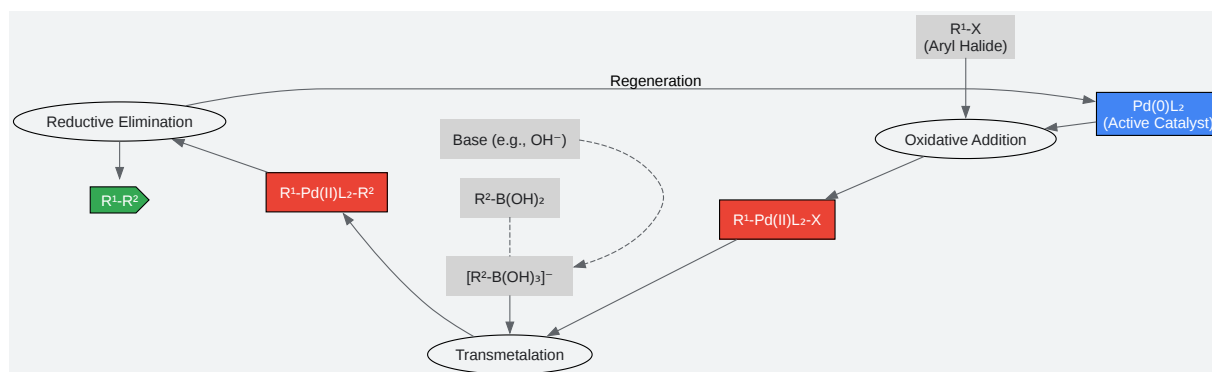 R¹-X
(Aryl Halide)
Regeneration
Pd(0)L₂
(Active Catalyst)
Reductive Elimination
Base (e.g., OH⁻)
Oxidative Addition
R¹-R²
R¹-Pd(II)L₂-R²
R²-B(OH)₂
R¹-Pd(II)L₂-X
[R²-B(OH)₃]⁻
Transmetalation